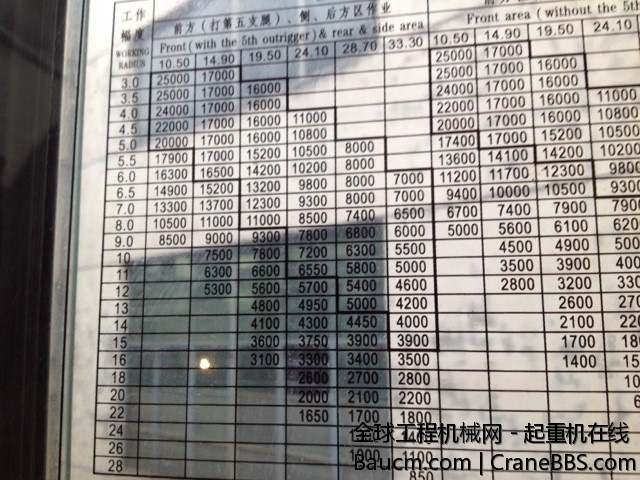 工作 前方（打第五支腿）、侧、后方区作业
幅度 Front (with the 5th outrigger) & rear & side area Front area (without the 5th
WORKING RADIUS 10.50 14.90 19.50 24.10 28.70 33.30 10.50 14.90 19.50 24.10
3.0 25000 17000 25000 17000
3.5 25000 17000 16000 25000 17000 16000
4.0 24000 17000 16000 24000 17000 16000
4.5 22000 17000 16000 11000 22000 17000 16000 11000
5.0 20000 17000 16000 10800 20000 17000 16000 10800
5.5 17900 17000 15200 10500 8000 17400 17000 15200 10500
6.0 16300 16500 14200 10200 8000 13600 14100 14200 10200
6.5 14900 15200 13200 9800 8000 7000 11200 11700 12300 9800
7.0 13300 13700 12300 9300 8000 7000 9400 10000 10500 9300
8.0 10500 11000 11000 8500 7400 6500 6700 7400 7900 790
9.0 8500 9000 9300 7800 6800 6000 5000 5600 6100 620
10 7500 7800 7200 6300 5500 4500 4900 500
11 6300 6600 6550 5800 5000 3500 3900 400
12 5300 5600 5700 5400 4600 2800 3200 330
13 4800 4950 5000 4200 2600 270
14 4100 4300 4450 4000 2100 220
15 3600 3750 3900 3900 1700 18
16 3100 3300 3400 3500 1400 15
18 2600 2700 2800 10
20 2000 2100 2200 6
22 1650 1700 1800
24
26 1000 1100
28 850
全球工程机械网 - 起重机在线
Baucm.com | CraneBBS.com